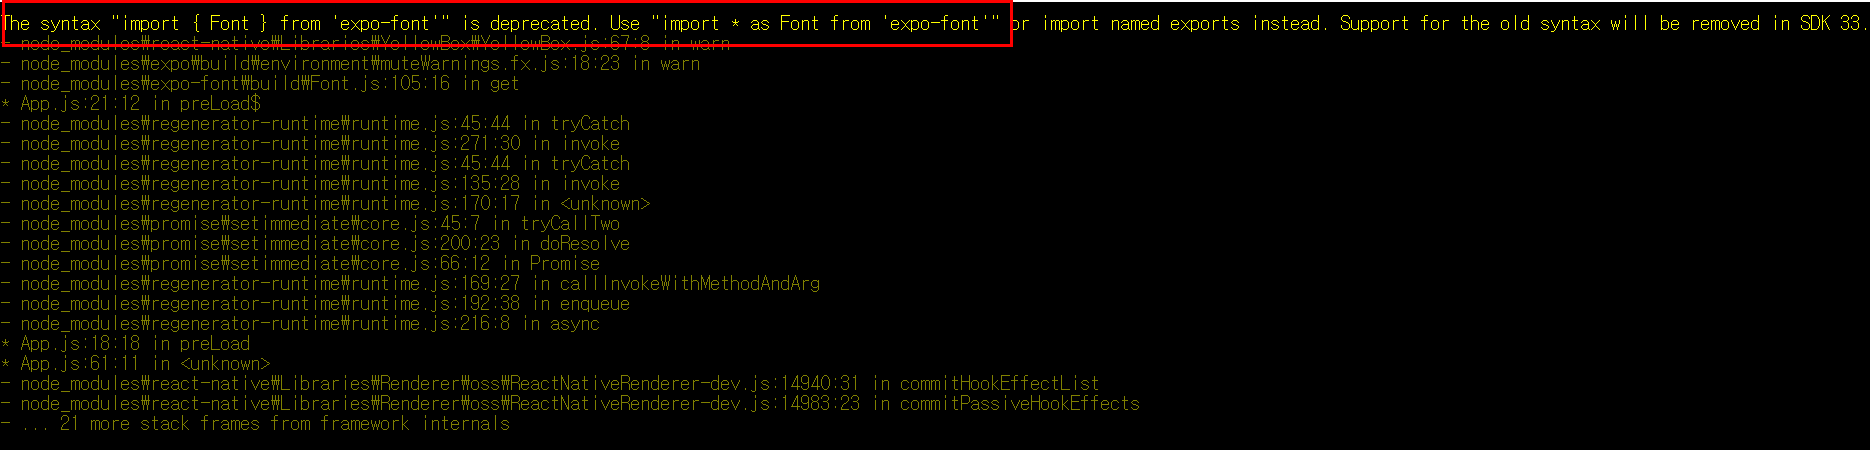 The syntax "import { Font } from 'expo-font'" is deprecated. Use "import * as Font from 'expo-font'" or import named exports instead. Support for the old syntax will be removed in SDK 33.
- node_modules₩react-native₩Libraries₩YellowBox₩YellowBox.js:67:8 in warn
- node_modules₩expo₩build₩environment₩muteWarnings.fx.js:18:23 in warn
- node_modules₩expo-font₩build₩Font.js:105:16 in get
* App.js:21:12 in preLoad$
- node_modules₩regenerator-runtime₩runtime.js:45:44 in tryCatch
- node_modules₩regenerator-runtime₩runtime.js:271:30 in invoke
- node_modules₩regenerator-runtime₩runtime.js:45:44 in tryCatch
- node_modules₩regenerator-runtime₩runtime.js:135:28 in invoke
- node_modules₩regenerator-runtime₩runtime.js:170:17 in <unknown>
- node_modules₩promise₩setimmediate₩core.js:45:7 in tryCallTwo
- node_modules₩promise₩setimmediate₩core.js:200:23 in doResolve
- node_modules₩promise₩setimmediate₩core.js:66:12 in Promise
- node_modules₩regenerator-runtime₩runtime.js:169:27 in callInvokeWithMethodAndArg
- node_modules₩regenerator-runtime₩runtime.js:192:38 in enqueue
- node_modules₩regenerator-runtime₩runtime.js:216:8 in async
* App.js:18:18 in preLoad
* App.js:61:11 in <unknown>
- node_modules₩react-native₩Libraries₩Renderer₩oss₩ReactNativeRenderer-dev.js:14940:31 in commitHookEffectList
- node_modules₩react-native₩Libraries₩Renderer₩oss₩ReactNativeRenderer-dev.js:14983:23 in commitPassiveHookEffects
- ... 21 more stack frames from framework internals